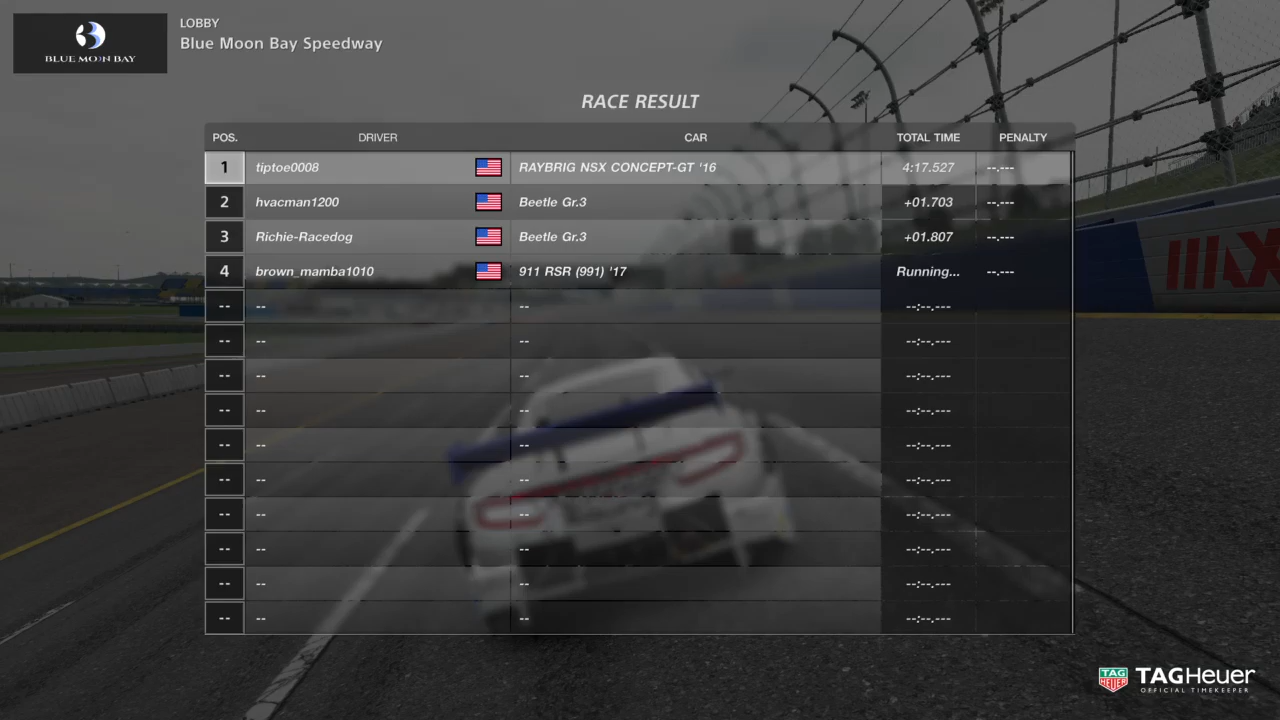 BLUE MOON BAY
LOBBY
Blue Moon Bay Speedway
RACE RESULT
POS. DRIVER CAR TOTAL TIME PENALTY
1 tiptoe0008 RAYBRIG NSX CONCEPT-GT '16 4:17.527 --.---
2 hvacman1200 Beetle Gr.3 +01.703 --.---
3 Richie-Racedog Beetle Gr.3 +01.807 --.---
4 brown_mamba1010 911 RSR (991) '17 Running... --.---
-- -- -- --:--.---
-- -- -- --:--.---
-- -- -- --:--.---
-- -- -- --:--.---
-- -- -- --:--.---
-- -- -- --:--.---
-- -- -- --:--.---
-- -- -- --:--.---
-- -- -- --:--.---
-- -- -- --:--.---
TAG HEUER TAGHeuer
OFFICIAL TIMEKEEPER